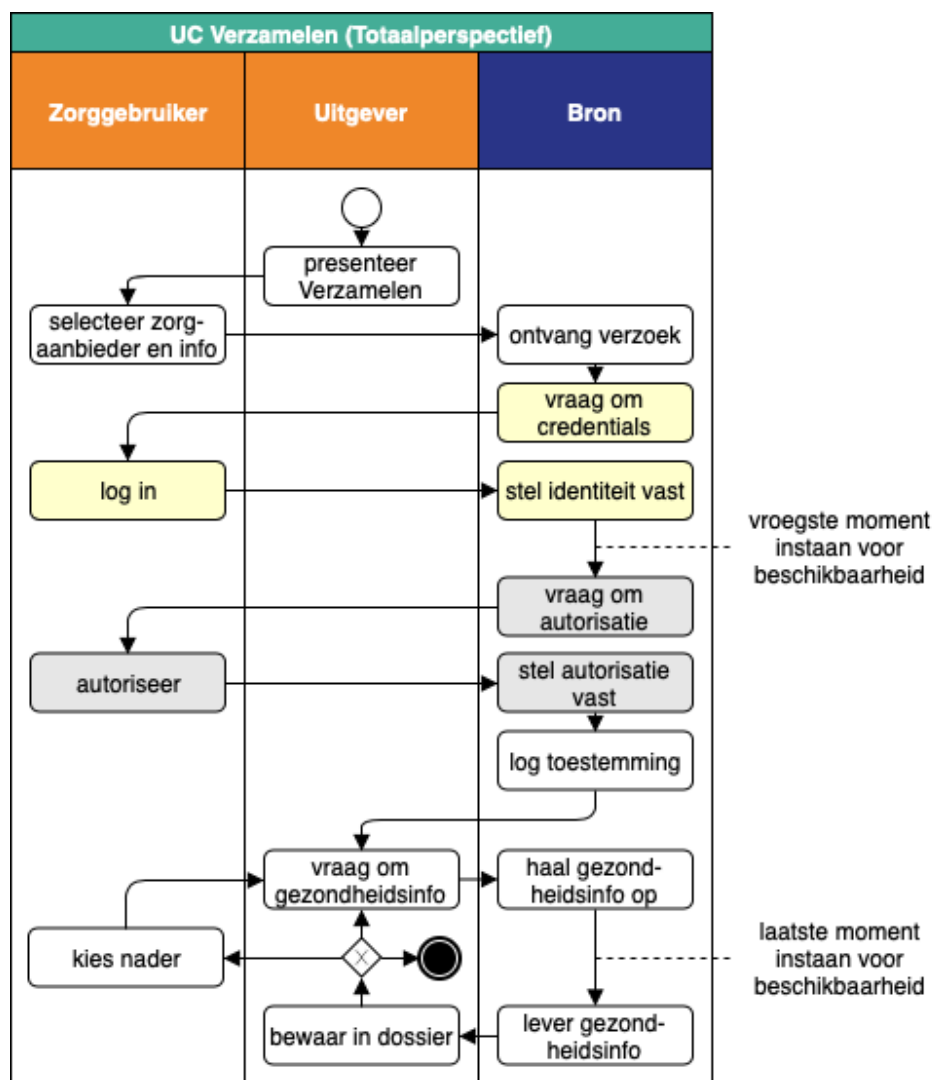 UC Verzamelen (Totaalperspectief)
Zorggebruiker
Uitgever
Bron
presenteer
Verzamelen
selecteer zorg-
aanbieder en info
ontvang verzoek
vraag om
credentials
log in
stel identiteit vast
vroegste moment
instaan voor
beschikbaarheid
vraag om
autorisatie
autoriseer
stel autorisatie
vast
log toestemming
vraag om
gezondheidsinfo
haal gezond-
heidsinfo op
kies nader
X
laatste moment
instaan voor
beschikbaarheid
bewaar in dossier
lever gezond-
heidsinfo